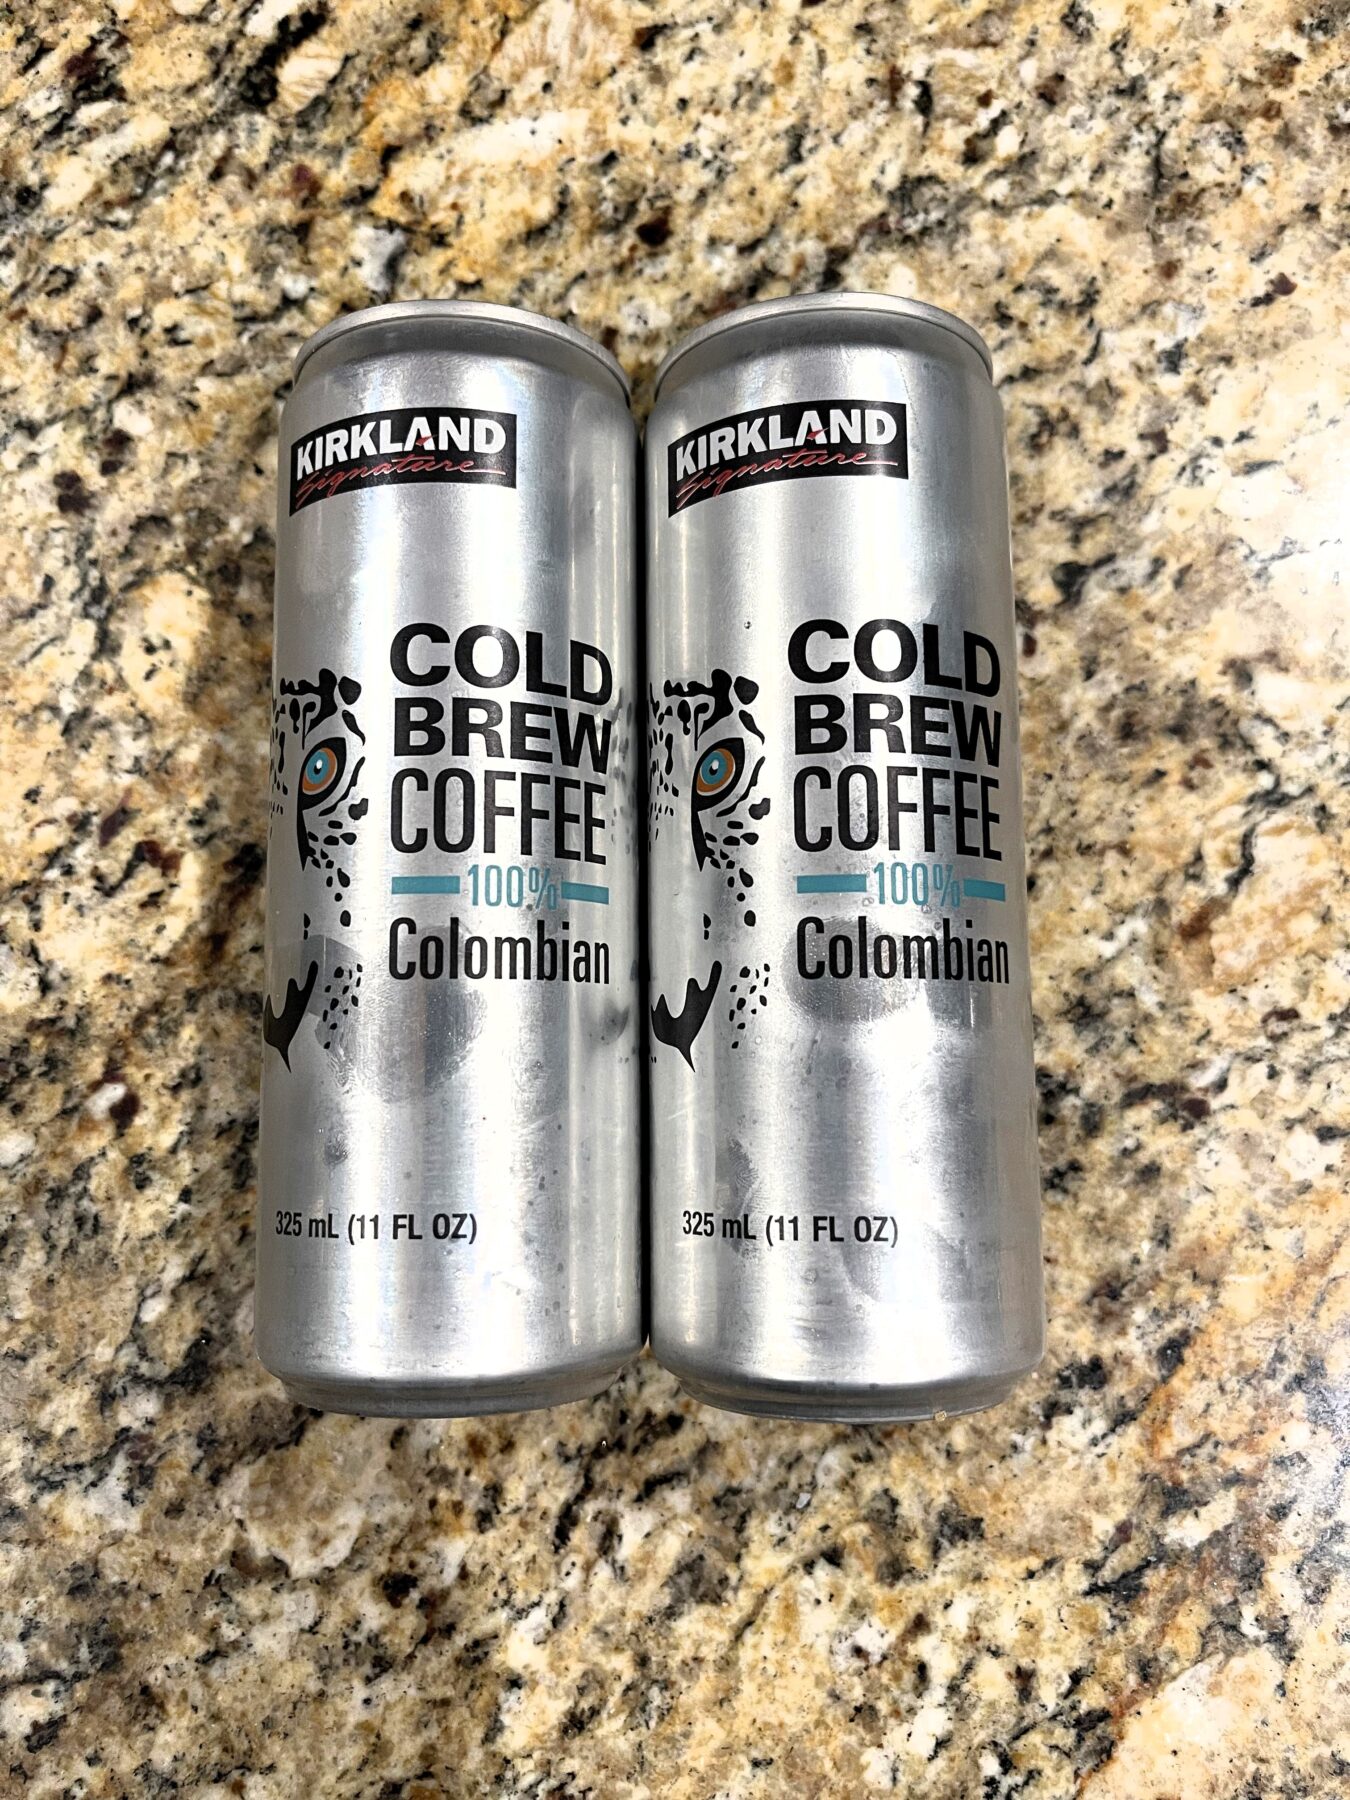 KIRKLAND
Signature
COLD
BREW
COFFEE
100%
Colombian
325 mL (11 FL OZ)
KIRKLAND
Signature
COLD
BREW
COFFEE
100%
Colombian
325 mL (11 FL OZ)